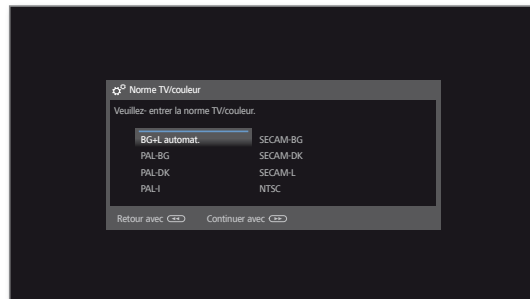 Norme TV/couleur
Veuillez- entrer la norme TV/couleur.
BG+L automat. SECAM-BG
PAL-BG SECAM-DK
PAL-DK SECAM-L
PAL-I NTSC
Retour avec Continuer avec